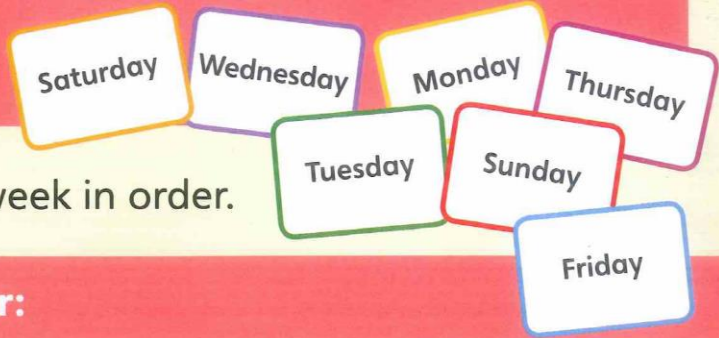 Saturday
Wednesday
Monday
Thursday
Tuesday
Sunday
week in order.
Friday
r: